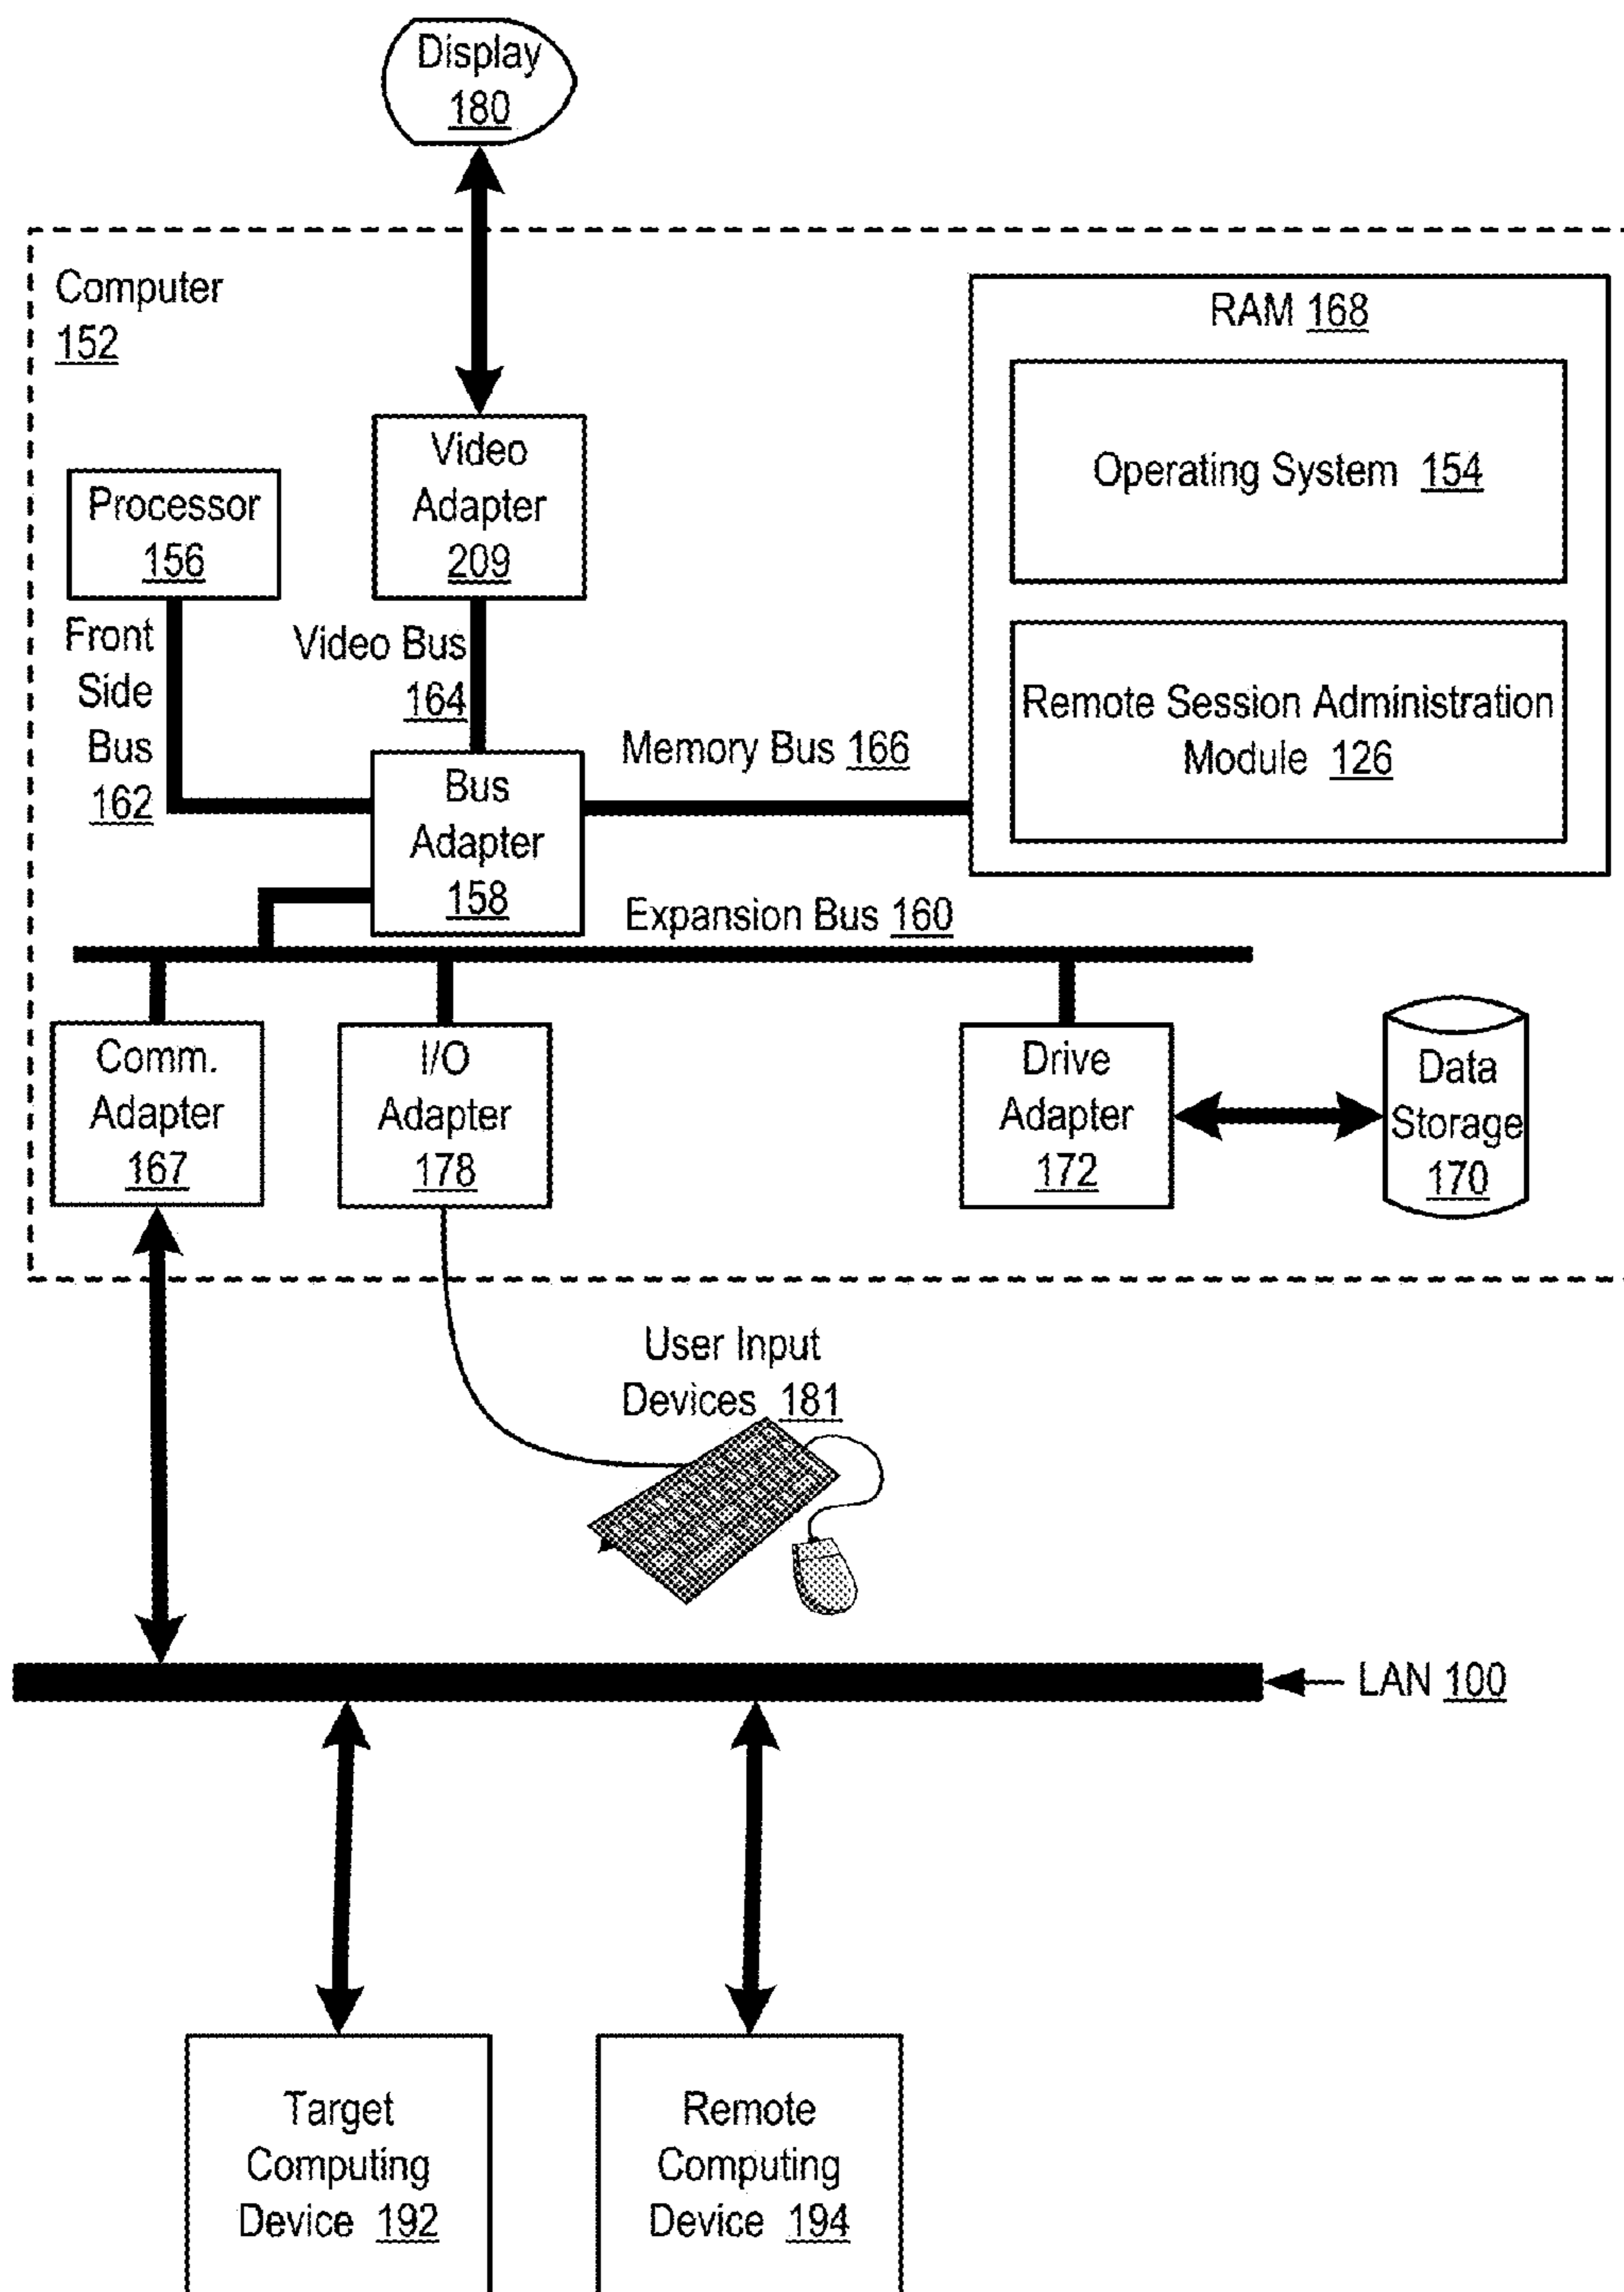 Display
180
Computer
152
RAM 168
Operating System 154
Remote Session Administration
Module 126
Video
Adapter
209
Processor
156
Front
Side
Bus
162
Video Bus
164
Memory Bus 166
Bus
Adapter
158
Expansion Bus 160
Comm.
Adapter
167
I/O
Adapter
178
Drive
Adapter
172
Data
Storage
170
User Input
Devices 181
LAN 100
Target
Computing
Device 192
Remote
Computing
Device 194